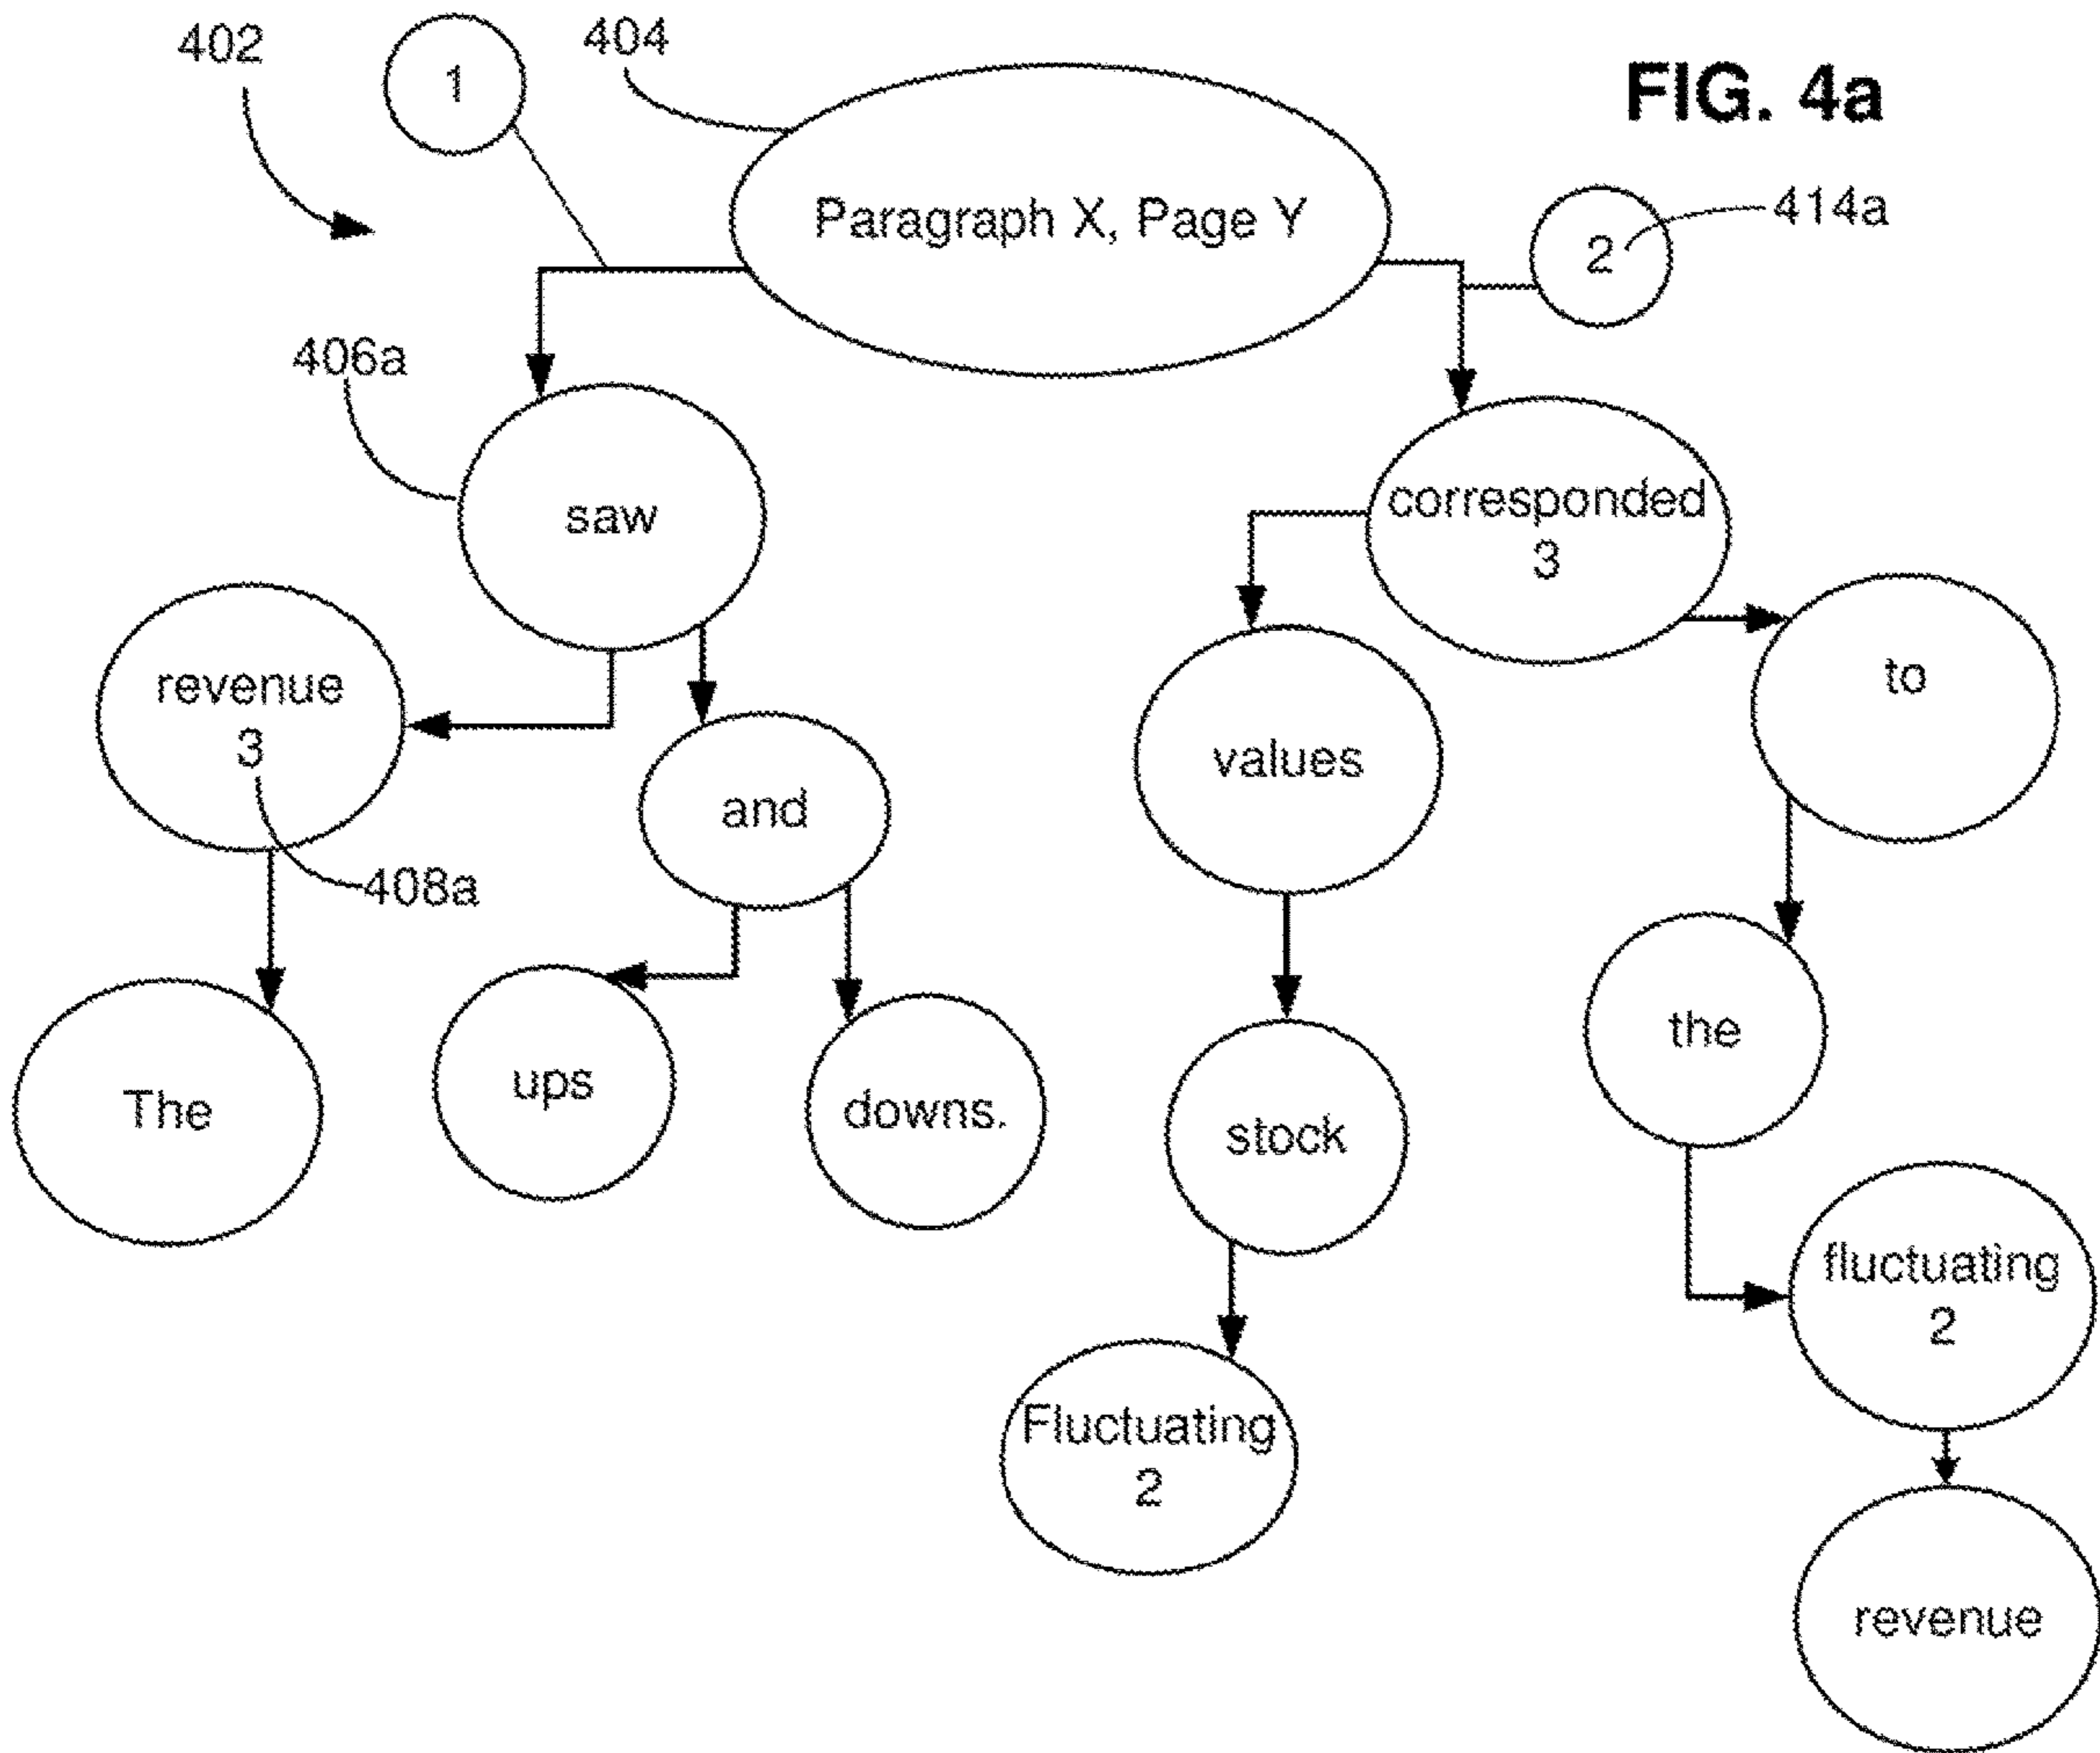 FIG. 4a
402
1
404
Paragraph X, Page Y
2
414a
406a
saw
corresponded
3
revenue
3
408a
and
values
to
The
ups
downs.
stock
the
Fluctuating
2
fluctuating
2
revenue